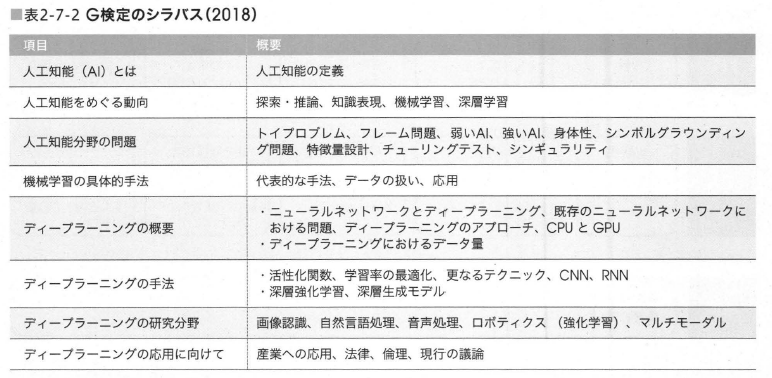 ■表2-7-2 G検定のシラバス(2018)
項目 概要
人工知能（AI）とは 人工知能の定義
人工知能をめぐる動向 探索・推論、知識表現、機械学習、深層学習
人工知能分野の問題 トイプロブレム、フレーム問題、弱いAI、強いAI、身体性、シンボルグラウンディン
グ問題、特徴量設計、チューリングテスト、シンギュラリティ
機械学習の具体的手法 代表的な手法、データの扱い、応用
ディープラーニングの概要 ・ニューラルネットワークとディープラーニング、既存のニューラルネットワークに
おける問題、ディープラーニングのアプローチ、CPU と GPU
・ディープラーニングにおけるデータ量
ディープラーニングの手法 ・活性化関数、学習率の最適化、更なるテクニック、CNN、RNN
・深層強化学習、深層生成モデル
ディープラーニングの研究分野 画像認識、自然言語処理、音声処理、ロボティクス （強化学習）、マルチモーダル
ディープラーニングの応用に向けて 産業への応用、法律、倫理、現行の議論